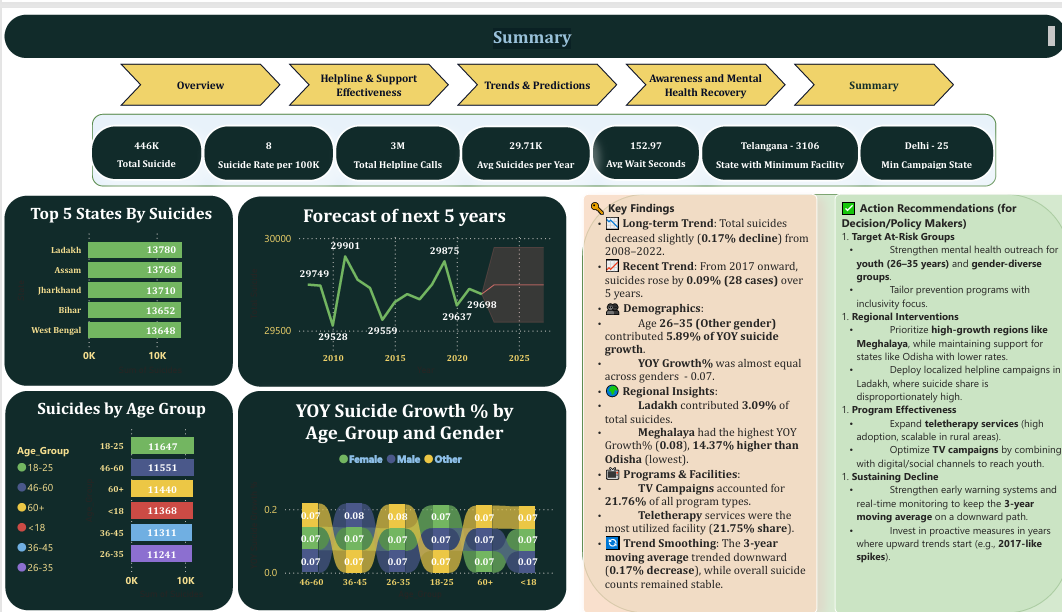 Summary
Overview
Helpline & Support
Effectiveness
Trends & Predictions
Awareness and Mental
Health Recovery
Summary
446K
Total Suicide
8
Suicide Rate per 100K
3M
Total Helpline Calls
29.71K
Avg Suicides per Year
152.97
Avg Wait Seconds
Telangana - 3106
State with Minimum Facility
Delhi - 25
Min Campaign State
Top 5 States By Suicides
Ladakh 13780
Assam 13768
Jharkhand 13710
Bihar 13652
West Bengal 13648
0K 10K
Forecast of next 5 years
30000
29500
29749
29901
29528
29559
29875
29637
29698
2010 2015 2020 2025
Suicides by Age Group
Age_Group
18-25
46-60
60+
<18
36-45
26-35
18-25 11647
46-60 11551
60+ 11440
<18 11368
36-45 11311
26-35 11241
0K 10K
YOY Suicide Growth % by
Age_Group and Gender
Female Male Other
0.2
0.0
0.07 0.08 0.08 0.07 0.07 0.07
0.07 0.07 0.07 0.07 0.07 0.07
0.07 0.07 0.07 0.07 0.07 0.07
46-60 36-45 26-35 18-25 60+ <18
Key Findings
• Long-term Trend: Total suicides
decreased slightly (0.17% decline) from
2008–2022.
• Recent Trend: From 2017 onward,
suicides rose by 0.09% (28 cases) over
5 years.
• Demographics:
• Age 26–35 (Other gender)
contributed 5.89% of YOY suicide
growth.
• YOY Growth% was almost equal
across genders - 0.07.
• Regional Insights:
• Ladakh contributed 3.09% of
total suicides.
• Meghalaya had the highest YOY
Growth% (0.08), 14.37% higher than
Odisha (lowest).
• Programs & Facilities:
• TV Campaigns accounted for
21.76% of all program types.
• Teletherapy services were the
most utilized facility (21.75% share).
• Trend Smoothing: The 3-year
moving average trended downward
(0.17% decrease), while overall suicide
counts remained stable.
Action Recommendations (for
Decision/Policy Makers)
1. Target At-Risk Groups
• Strengthen mental health outreach for
youth (26–35 years) and gender-diverse
groups.
• Tailor prevention programs with
inclusivity focus.
1. Regional Interventions
• Prioritize high-growth regions like
Meghalaya, while maintaining support for
states like Odisha with lower rates.
• Deploy localized helpline campaigns in
Ladakh, where suicide share is
disproportionately high.
1. Program Effectiveness
• Expand teletherapy services (high
adoption, scalable in rural areas).
• Optimize TV campaigns by combining
with digital/social channels to reach youth.
1. Sustaining Decline
• Strengthen early warning systems and
real-time monitoring to keep the 3-year
moving average on a downward path.
• Invest in proactive measures in years
where upward trends start (e.g., 2017-like
spikes).